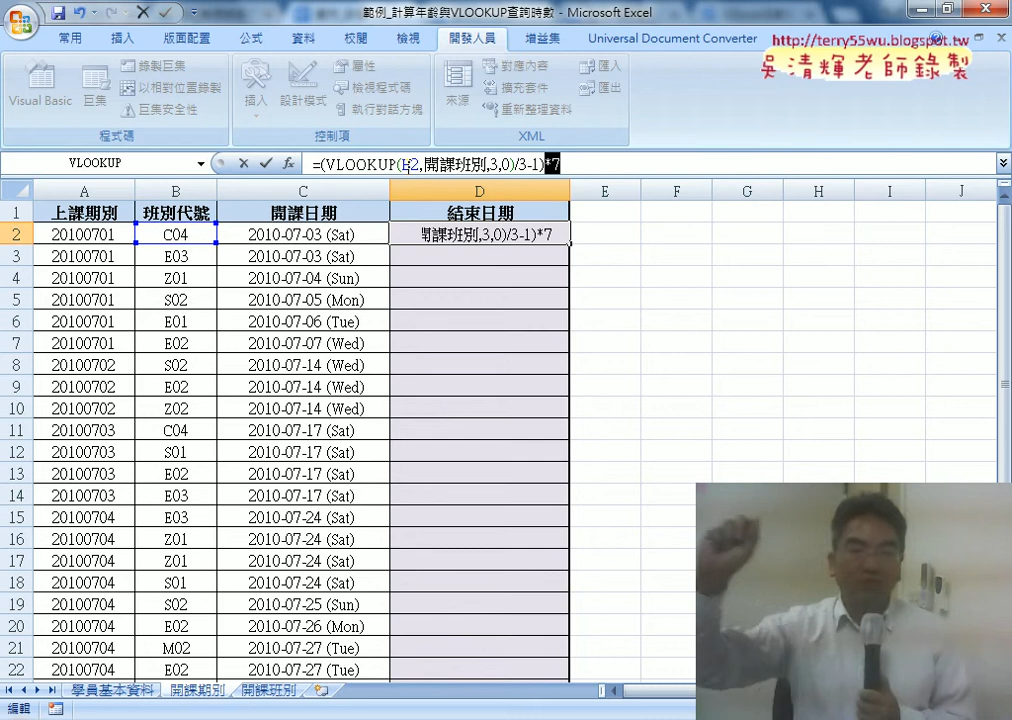 範例_計算年齡與VLOOKUP查詢時數 - Microsoft Excel
常用 插入 版面配置 公式 資料 校閱 檢視 開發人員 增益集 Universal Document Converter
http://terry55wu.blogspot.tw
吳清輝老師錄製
Visual Basic 巨集 錄製巨集 以相對位置錄製 巨集安全性 程式碼
插入 設計模式 屬性 檢視程式碼 執行對話方塊 控制項
來源 對應內容 擴充套件 重新整理資料 匯入 匯出 XML
VLOOKUP =(VLOOKUP(B2,開課班別,3,0)/3-1)*7
A B C D E F G H I J
1 上課期別 班別代號 開課日期 結束日期
2 20100701 C04 2010-07-03 (Sat) 開課班別,3,0)/3-1)*7
3 20100701 E03 2010-07-03 (Sat)
4 20100701 Z01 2010-07-04 (Sun)
5 20100701 S02 2010-07-05 (Mon)
6 20100701 E01 2010-07-06 (Tue)
7 20100701 E02 2010-07-07 (Wed)
8 20100702 S02 2010-07-14 (Wed)
9 20100702 E02 2010-07-14 (Wed)
10 20100702 Z02 2010-07-14 (Wed)
11 20100703 C04 2010-07-17 (Sat)
12 20100703 S01 2010-07-17 (Sat)
13 20100703 E02 2010-07-17 (Sat)
14 20100703 E03 2010-07-17 (Sat)
15 20100704 E03 2010-07-24 (Sat)
16 20100704 Z01 2010-07-24 (Sat)
17 20100704 Z01 2010-07-24 (Sat)
18 20100704 S01 2010-07-24 (Sat)
19 20100704 S02 2010-07-25 (Sun)
20 20100704 E02 2010-07-26 (Mon)
21 20100704 M02 2010-07-27 (Tue)
22 20100704 E02 2010-07-27 (Tue)
學員基本資料 開課期別 開課班別
編輯